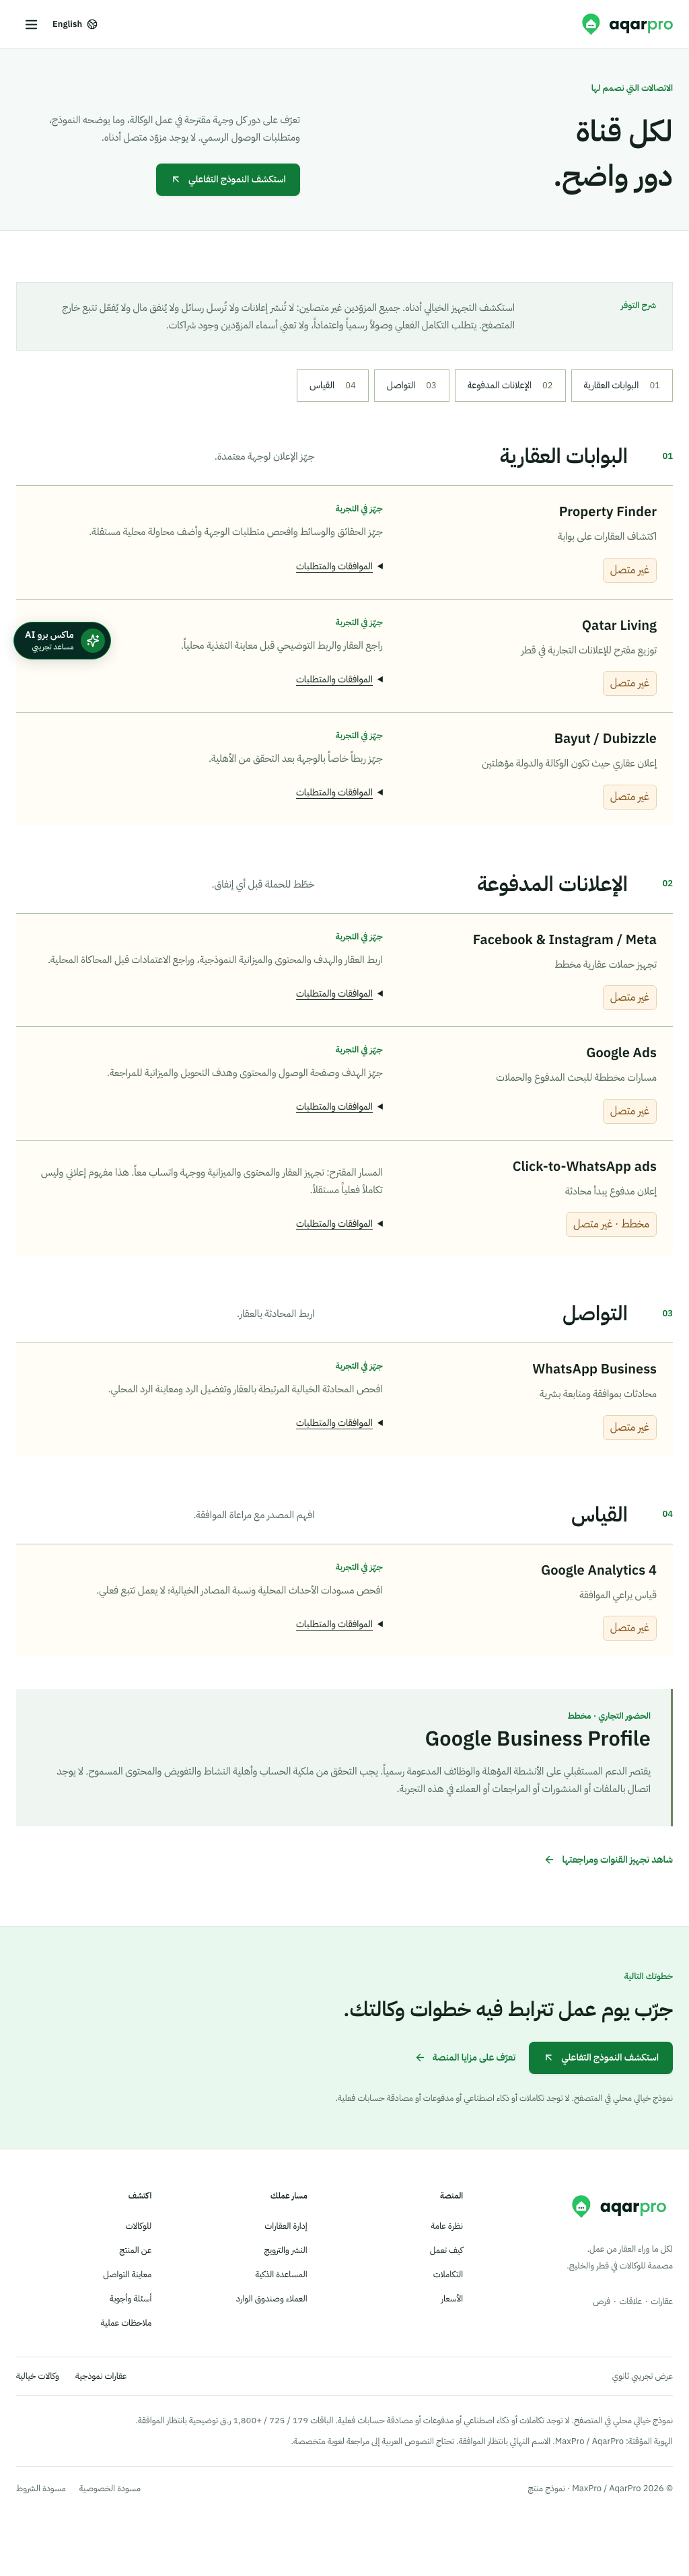 aqarpro
English
الاتصالات التي نصمم لها
لكل قناة
دور واضح.
تعرّف على دور كل وجهة مقترحة في عمل الوكالة، وما يوضحه النموذج،
ومتطلبات الوصول الرسمي. لا يوجد مزوّد متصل أدناه.
استكشف النموذج التفاعلي
شرح التوفر
استكشف التجهيز الخيالي أدناه. جميع المزوّدين غير متصلين: لا تُنشر إعلانات ولا تُرسل رسائل ولا يُنفق مال ولا يُفعّل تتبع خارج
المتصفح. يتطلب التكامل الفعلي وصولاً رسمياً واعتماداً، ولا تعني أسماء المزوّدين وجود شراكات.
01 البوابات العقارية
02 الإعلانات المدفوعة
03 التواصل
04 القياس
01
البوابات العقارية
جهّز الإعلان لوجهة معتمدة.
Property Finder
اكتشاف العقارات على بوابة
غير متصل
جهّز في التجربة
جهّز الحقائق والوسائط وافحص متطلبات الوجهة وأضف محاولة محلية مستقلة.
الموافقات والمتطلبات
Qatar Living
توزيع مقترح للإعلانات التجارية في قطر
غير متصل
جهّز في التجربة
راجع العقار والربط التوضيحي قبل معاينة التغذية محلياً.
الموافقات والمتطلبات
ماكس برو AI
مساعد تجريبي
Bayut / Dubizzle
إعلان عقاري حيث تكون الوكالة والدولة مؤهلتين
غير متصل
جهّز في التجربة
جهّز ربطاً خاصاً بالوجهة بعد التحقق من الأهلية.
الموافقات والمتطلبات
02
الإعلانات المدفوعة
خطّط للحملة قبل أي إنفاق.
Facebook & Instagram / Meta
تجهيز حملات عقارية مخطط
غير متصل
جهّز في التجربة
اربط العقار والهدف والمحتوى والميزانية النموذجية، وراجع الاعتمادات قبل المحاكاة المحلية.
الموافقات والمتطلبات
Google Ads
مسارات مخططة للبحث المدفوع والحملات
غير متصل
جهّز في التجربة
جهّز الهدف وصفحة الوصول والمحتوى وهدف التحويل والميزانية للمراجعة.
الموافقات والمتطلبات
Click-to-WhatsApp ads
إعلان مدفوع يبدأ محادثة
مخطط · غير متصل
المسار المقترح: تجهيز العقار والمحتوى والميزانية ووجهة واتساب معاً. هذا مفهوم إعلاني وليس
تكاملاً فعلياً مستقلاً.
الموافقات والمتطلبات
03
التواصل
اربط المحادثة بالعقار.
WhatsApp Business
محادثات بموافقة ومتابعة بشرية
غير متصل
جهّز في التجربة
افحص المحادثة الخيالية المرتبطة بالعقار وتفضيل الرد ومعاينة الرد المحلي.
الموافقات والمتطلبات
04
القياس
افهم المصدر مع مراعاة الموافقة.
Google Analytics 4
قياس يراعي الموافقة
غير متصل
جهّز في التجربة
افحص مسودات الأحداث المحلية ونسبة المصادر الخيالية؛ لا يعمل تتبع فعلي.
الموافقات والمتطلبات
الحضور التجاري · مخطط
Google Business Profile
يقتصر الدعم المستقبلي على الأنشطة المؤهلة والوظائف المدعومة رسمياً. يجب التحقق من ملكية الحساب وأهلية النشاط والتفويض والمحتوى المسموح. لا يوجد
اتصال بالملفات أو المنشورات أو المراجعات أو العملاء في هذه التجربة.
شاهد تجهيز القنوات ومراجعتها
خطوتك التالية
جرّب يوم عمل تترابط فيه خطوات وكالتك.
استكشف النموذج التفاعلي
تعرّف على مزايا المنصة
نموذج خيالي محلي في المتصفح. لا توجد تكاملات أو ذكاء اصطناعي أو مدفوعات أو مصادقة حسابات فعلية.
aqarpro
لكل ما وراء العقار من عمل.
مصممة للوكالات في قطر والخليج.
عقارات · علاقات · فرص
المنصة
نظرة عامة
كيف تعمل
التكاملات
الأسعار
مسار عملك
إدارة العقارات
النشر والترويج
المساعدة الذكية
العملاء وصندوق الوارد
اكتشف
للوكالات
عن المنتج
معاينة التواصل
أسئلة وأجوبة
ملاحظات عملية
عرض تجريبي ثانوي
عقارات نموذجية
وكالات خيالية
نموذج خيالي محلي في المتصفح. لا توجد تكاملات أو ذكاء اصطناعي أو مدفوعات أو مصادقة حسابات فعلية. الباقات 179 / 725 / +1,800 ر.ق توضيحية بانتظار الموافقة.
الهوية المؤقتة: MaxPro / AqarPro. الاسم النهائي بانتظار الموافقة. تحتاج النصوص العربية إلى مراجعة لغوية متخصصة.
© 2026 MaxPro / AqarPro · نموذج منتج
مسودة الخصوصية
مسودة الشروط